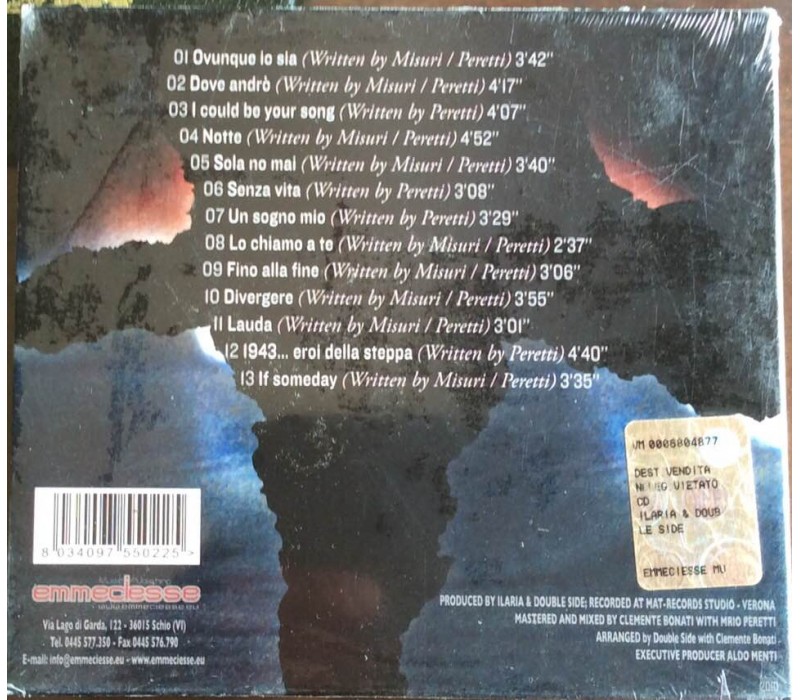 01 Ovunque io sia (Written by Misuri / Peretti) 3'42"
02 Dove andrò (Written by Misuri / Peretti) 4'17"
03 I could be your song (Written by Peretti) 4'07"
04 Notte (Written by Misuri / Peretti) 4'52"
05 Sola no mai (Written by Misuri / Peretti) 3'40"
06 Senza vita (Written by Peretti) 3'08"
07 Un sogno mio (Written by Peretti) 3'29"
08 Lo chiamo a te (Written by Misuri / Peretti) 2'37"
09 Fino alla fine (Written by Misuri / Peretti) 3'06"
10 Divergere (Written by Misuri / Peretti) 3'55"
11 Lauda (Written by Misuri / Peretti) 3'01"
12 1943... eroi della steppa (Written by Misuri / Peretti) 4'40"
13 If someday (Written by Misuri / Peretti) 3'35"
VM 0006804877
DEST VENDITA
VIETATO
CD
ILARIA & DOUB
LE SIDE
EMMECIESSE MU
8 034097 550225 >
emmeciesse
www.emmeciesse.eu
Via Lago di Garda, 122 - 36015 Schio (VI)
Tel. 0445 577.350 - Fax 0445 576.790
E-mail: info@emmeciesse.eu - www.emmeciesse.eu
PRODUCED BY ILARIA & DOUBLE SIDE; RECORDED AT MAT-RECORDS STUDIO - VERONA
MASTERED AND MIXED BY CLEMENTE BONATI WITH MRIO PERETTI
ARRANGED by Double Side with Clemente Bonati
EXECUTIVE PRODUCER ALDO MENTI